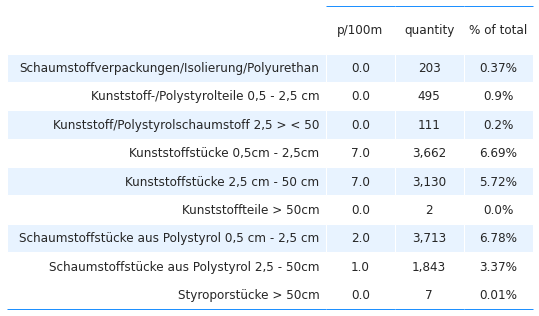 p/100m quantity % of total
Schaumstoffverpackungen/Isolierung/Polyurethan 0.0 203 0.37%
Kunststoff-/Polystyrolteile 0,5 - 2,5 cm 0.0 495 0.9%
Kunststoff/Polystyrolschaumstoff 2,5 > < 50 0.0 111 0.2%
Kunststoffstücke 0,5cm - 2,5cm 7.0 3,662 6.69%
Kunststoffstücke 2,5 cm - 50 cm 7.0 3,130 5.72%
Kunststoffteile > 50cm 0.0 2 0.0%
Schaumstoffstücke aus Polystyrol 0,5 cm - 2,5 cm 2.0 3,713 6.78%
Schaumstoffstücke aus Polystyrol 2,5 - 50cm 1.0 1,843 3.37%
Styroporstücke > 50cm 0.0 7 0.01%